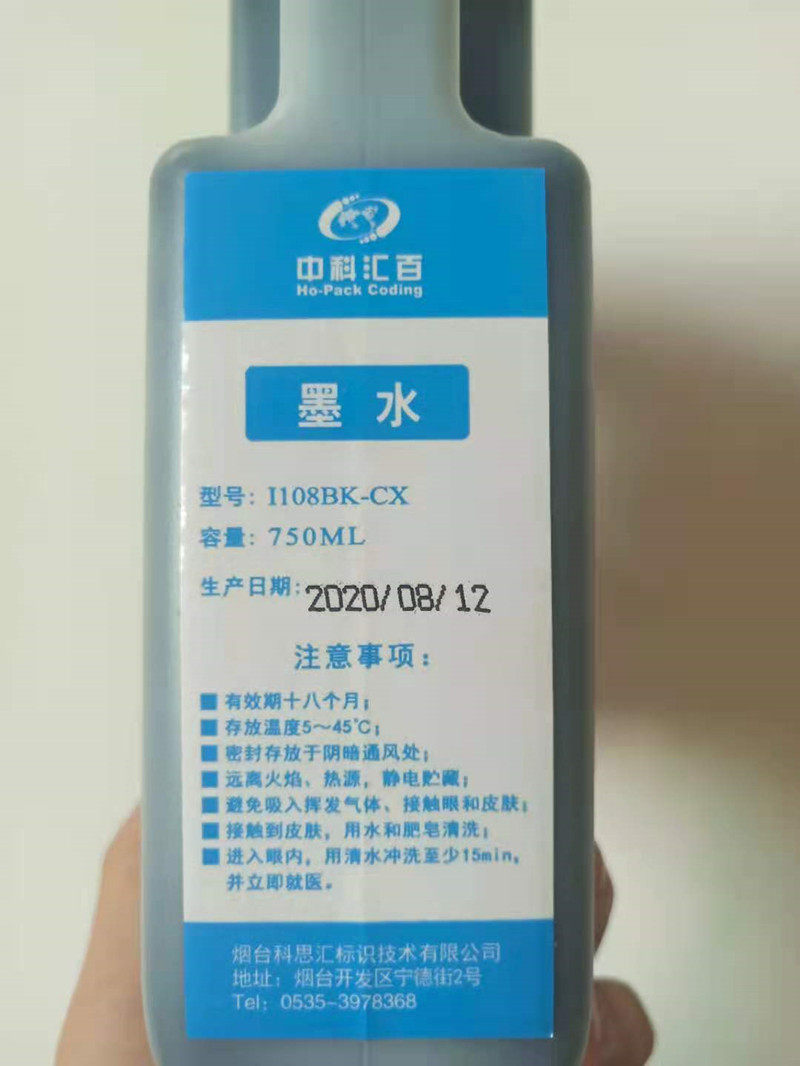 中科汇百
Ho-Pack Coding
墨水
型号：I108BK-CX
容量：750ML
生产日期：2020/08/12
注意事项：
■ 有效期十八个月；
■ 存放温度5～45℃；
■ 密封存放于阴暗通风处；
■ 远离火焰、热源，静电贮藏；
■ 避免吸入挥发气体、接触眼和皮肤；
■ 接触到皮肤，用水和肥皂清洗；
■ 进入眼内，用清水冲洗至少15min，
并立即就医。
烟台科思汇标识技术有限公司
地址：烟台开发区宁德街2号
Tel：0535-3978368